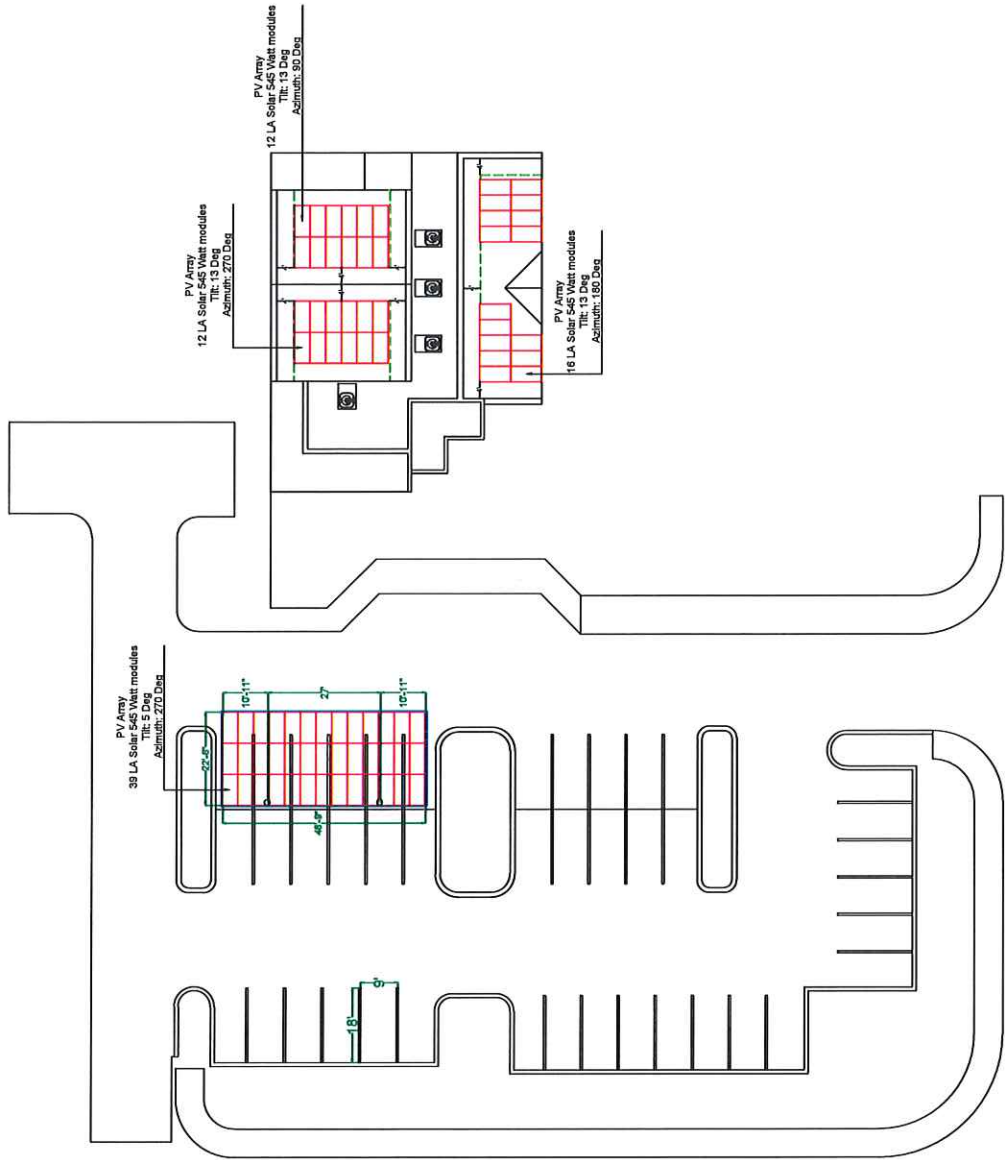 PV Array
12 LA Solar 545 Watt modules
Tilt: 13 Deg
Azimuth: 90 Deg
PV Array
12 LA Solar 545 Watt modules
Tilt: 13 Deg
Azimuth: 270 Deg
PV Array
16 LA Solar 545 Watt modules
Tilt: 13 Deg
Azimuth: 180 Deg
PV Array
39 LA Solar 545 Watt modules
Tilt: 5 Deg
Azimuth: 270 Deg
10'-11"
27'
10'-11"
48'-9"
18'
9'